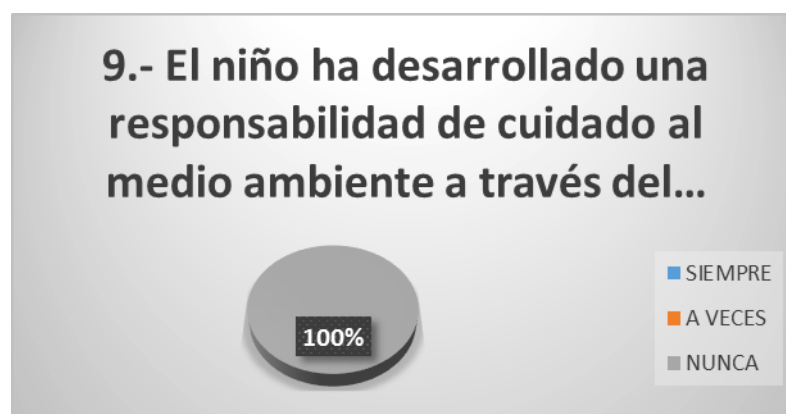 9.- El niño ha desarrollado una
responsabilidad de cuidado al
medio ambiente a través del...
100%
SIEMPRE
A VECES
NUNCA